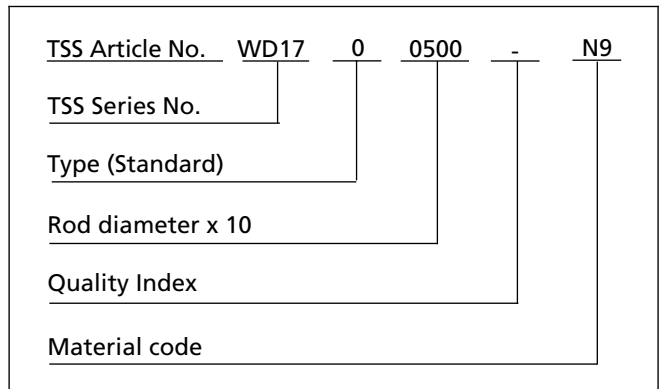 TSS Article No. WD17 0 0500 - N9
TSS Series No.
Type (Standard)
Rod diameter x 10
Quality Index
Material code